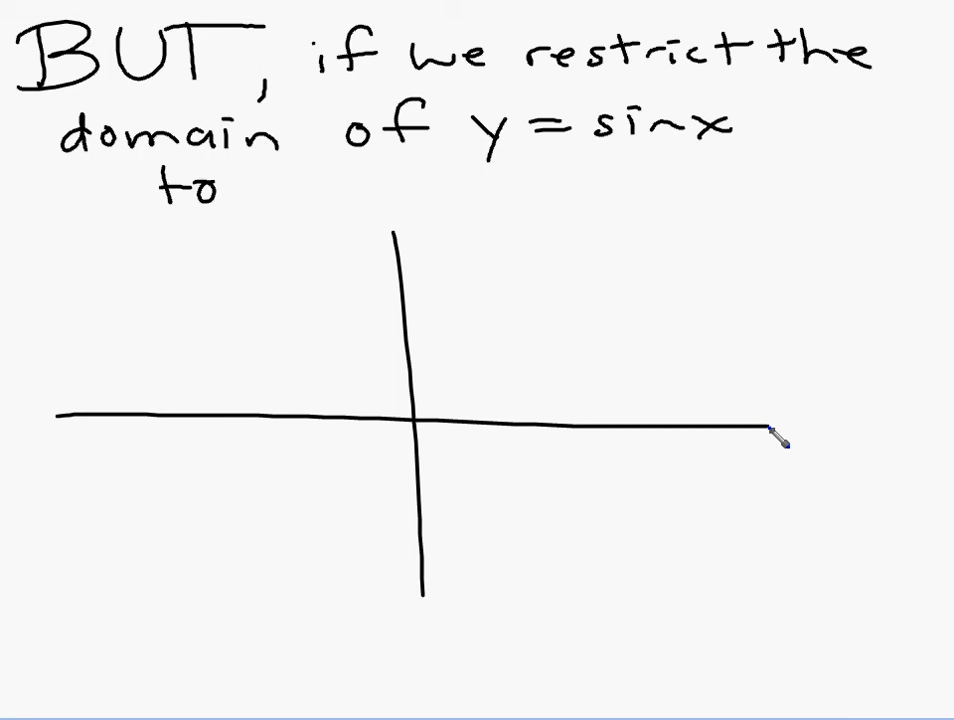 BUT, if we restrict the
domain of y = sinx
to